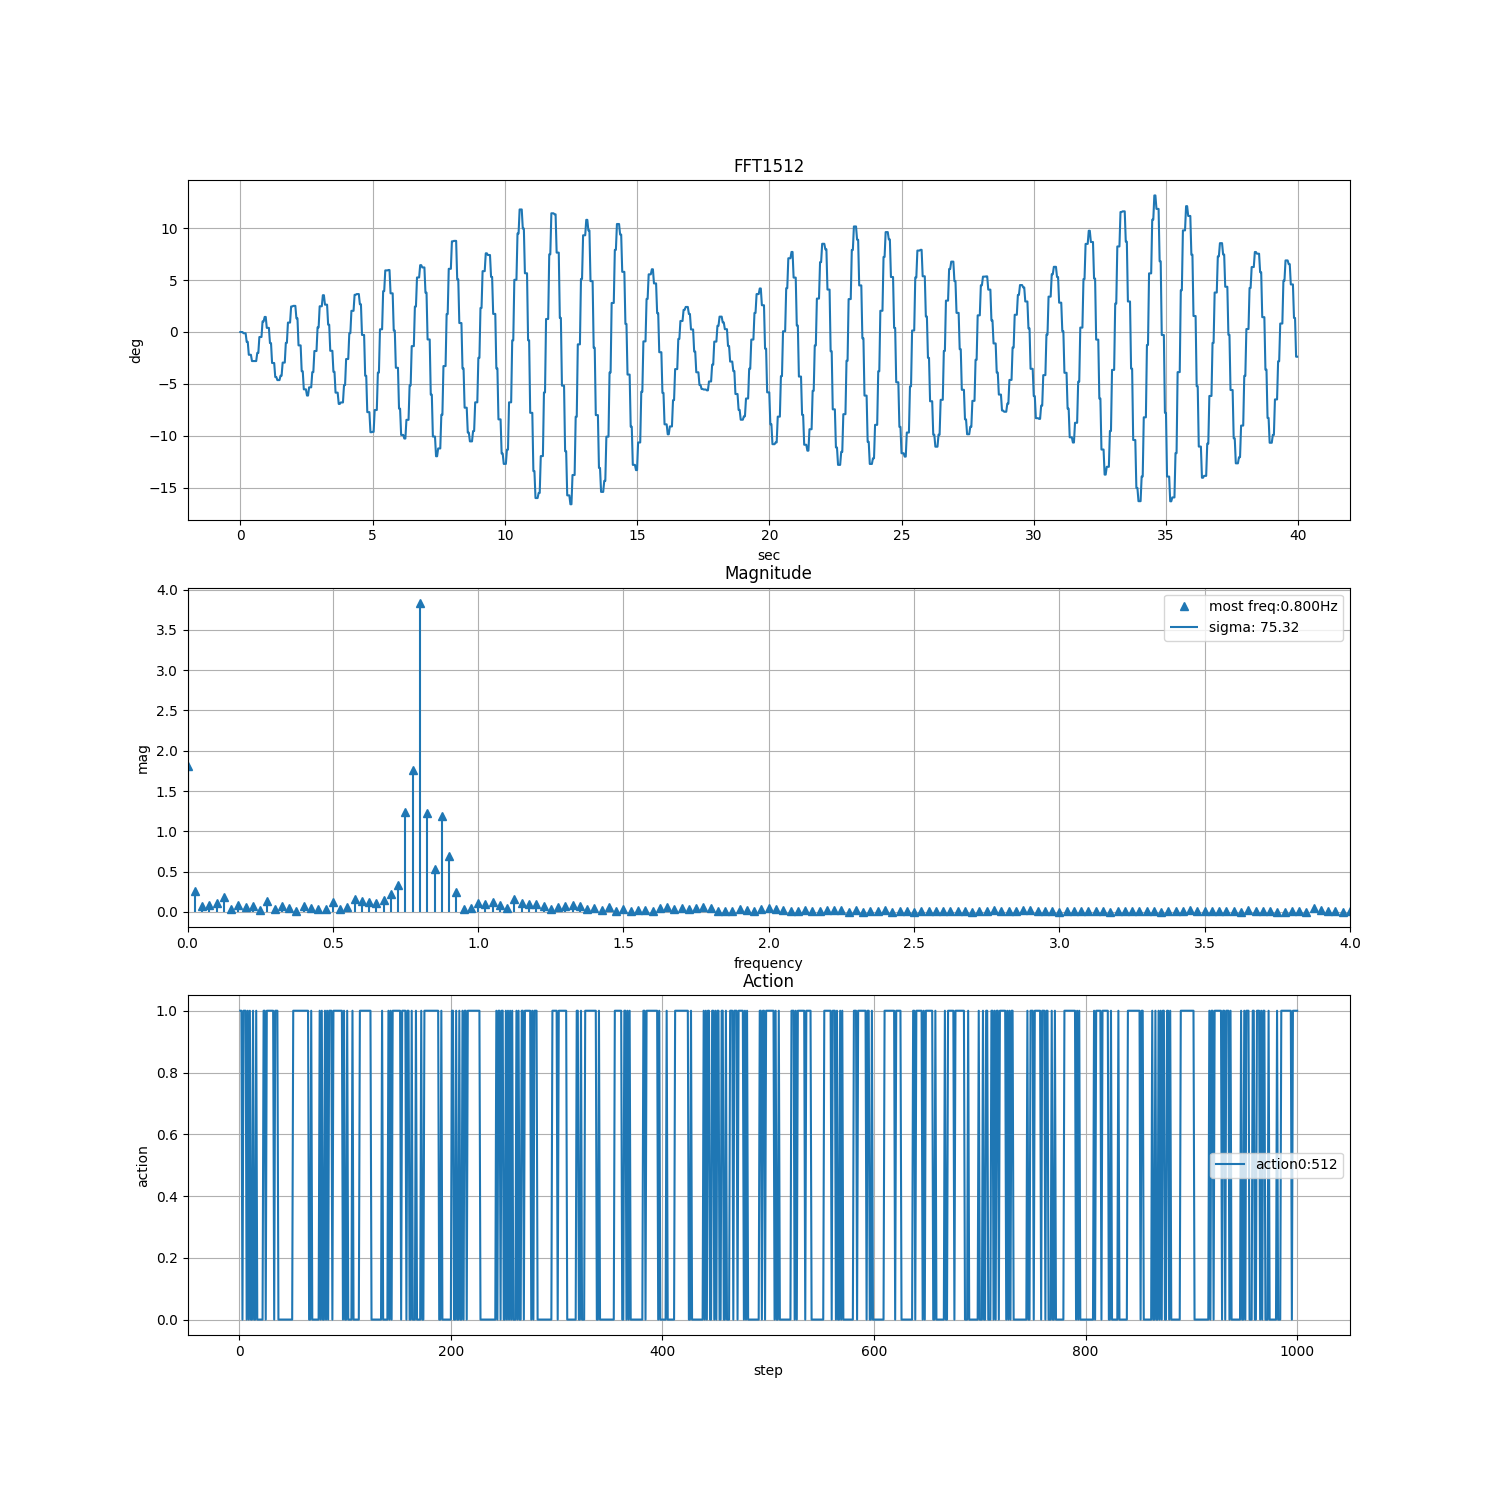 FFT1512
10
5
0
−5
−10
−15
deg
0 5 10 15 20 25 30 35 40
sec
Magnitude
4.0
3.5
3.0
2.5
2.0
1.5
1.0
0.5
0.0
mag
most freq:0.800Hz
sigma: 75.32
0.0 0.5 1.0 1.5 2.0 2.5 3.0 3.5 4.0
frequency
Action
1.0
0.8
0.6
0.4
0.2
0.0
action
action0:512
0 200 400 600 800 1000
step